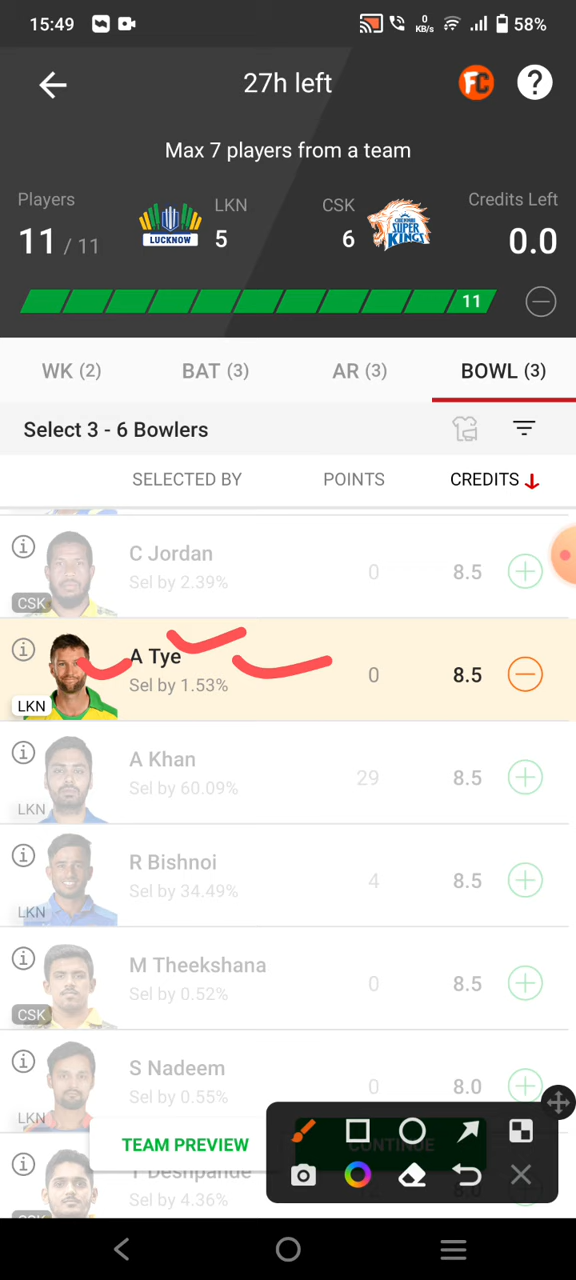 15:49
0 KB/s
58%
27h left
FC
?
Max 7 players from a team
Players
LKN
CSK
Credits Left
11 / 11
LUCKNOW
5
6
CHENNAI SUPER KINGS
0.0
11
WK (2)
BAT (3)
AR (3)
BOWL (3)
Select 3 - 6 Bowlers
SELECTED BY
POINTS
CREDITS
C Jordan
Sel by 2.39%
0
8.5
CSK
A Tye
Sel by 1.53%
0
8.5
LKN
A Khan
Sel by 60.09%
29
8.5
LKN
R Bishnoi
Sel by 34.49%
4
8.5
LKN
M Theekshana
Sel by 0.52%
0
8.5
CSK
S Nadeem
Sel by 0.55%
0
8.0
LKN
TEAM PREVIEW
CONTINUE
T Deshpande
Sel by 4.36%